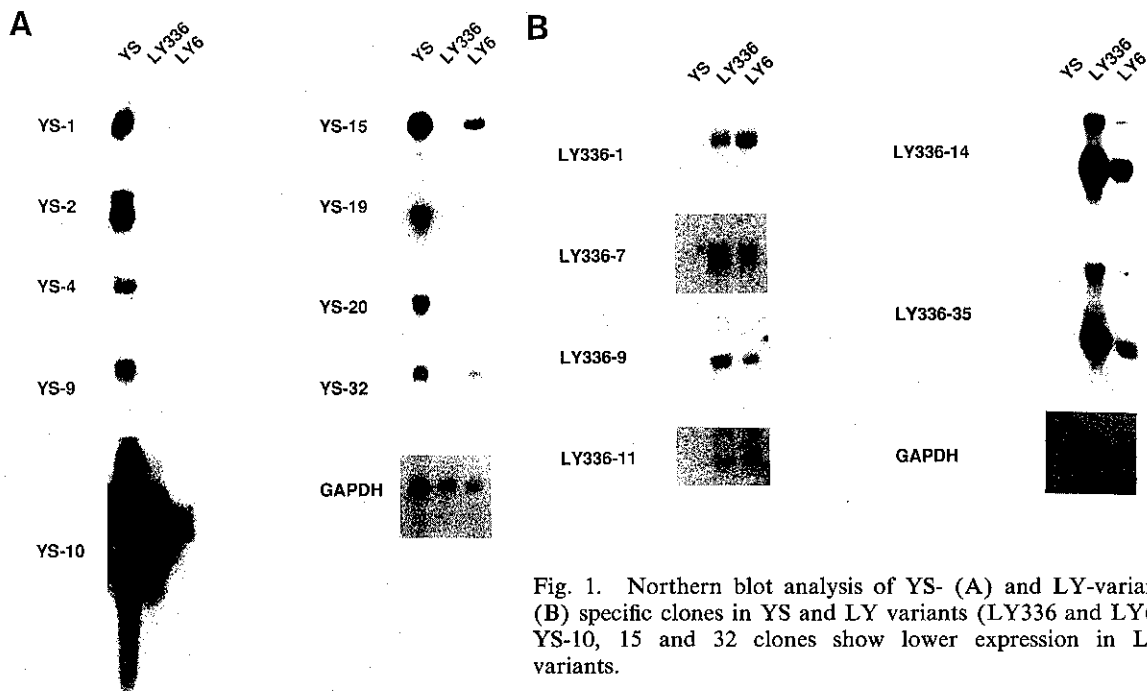 A
YS LY336 LY6
YS-1
YS-2
YS-4
YS-9
YS-10
YS LY336 LY6
YS-15
YS-19
YS-20
YS-32
GAPDH
B
YS LY336 LY6
LY336-1
LY336-7
LY336-9
LY336-11
YS LY336 LY6
LY336-14
LY336-35
GAPDH
Fig. 1. Northern blot analysis of YS- (A) and LY-varian
(B) specific clones in YS and LY variants (LY336 and LY6
YS-10, 15 and 32 clones show lower expression in L
variants.